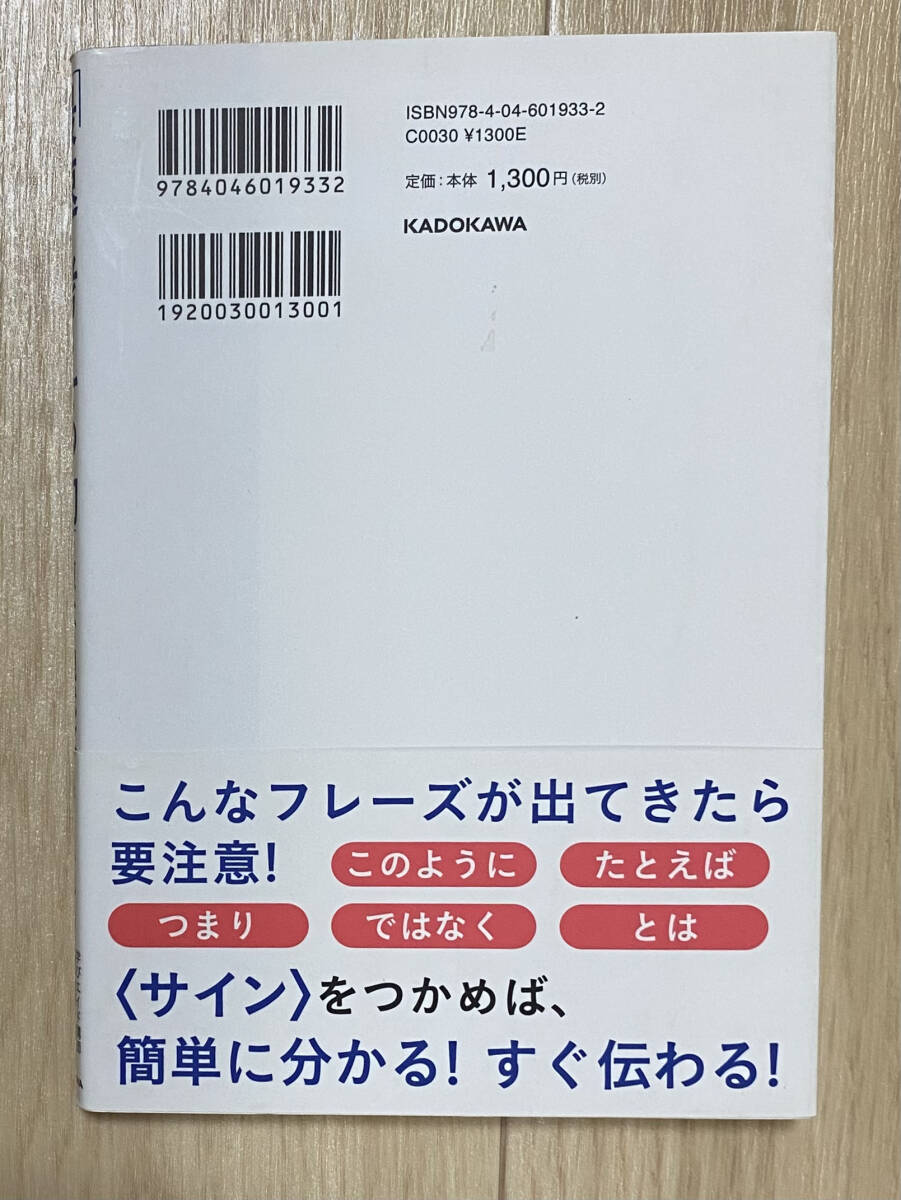 ISBN978-4-04-601933-2
C0030 ¥1300E
9784046019332
定価:本体 1,300円(税別)
KADOKAWA
1920030013001
こんなフレーズが出てきたら
要注意! このように たとえば
つまり ではなく とは
〈サイン〉をつかめば、
簡単に分かる! すぐ伝わる!